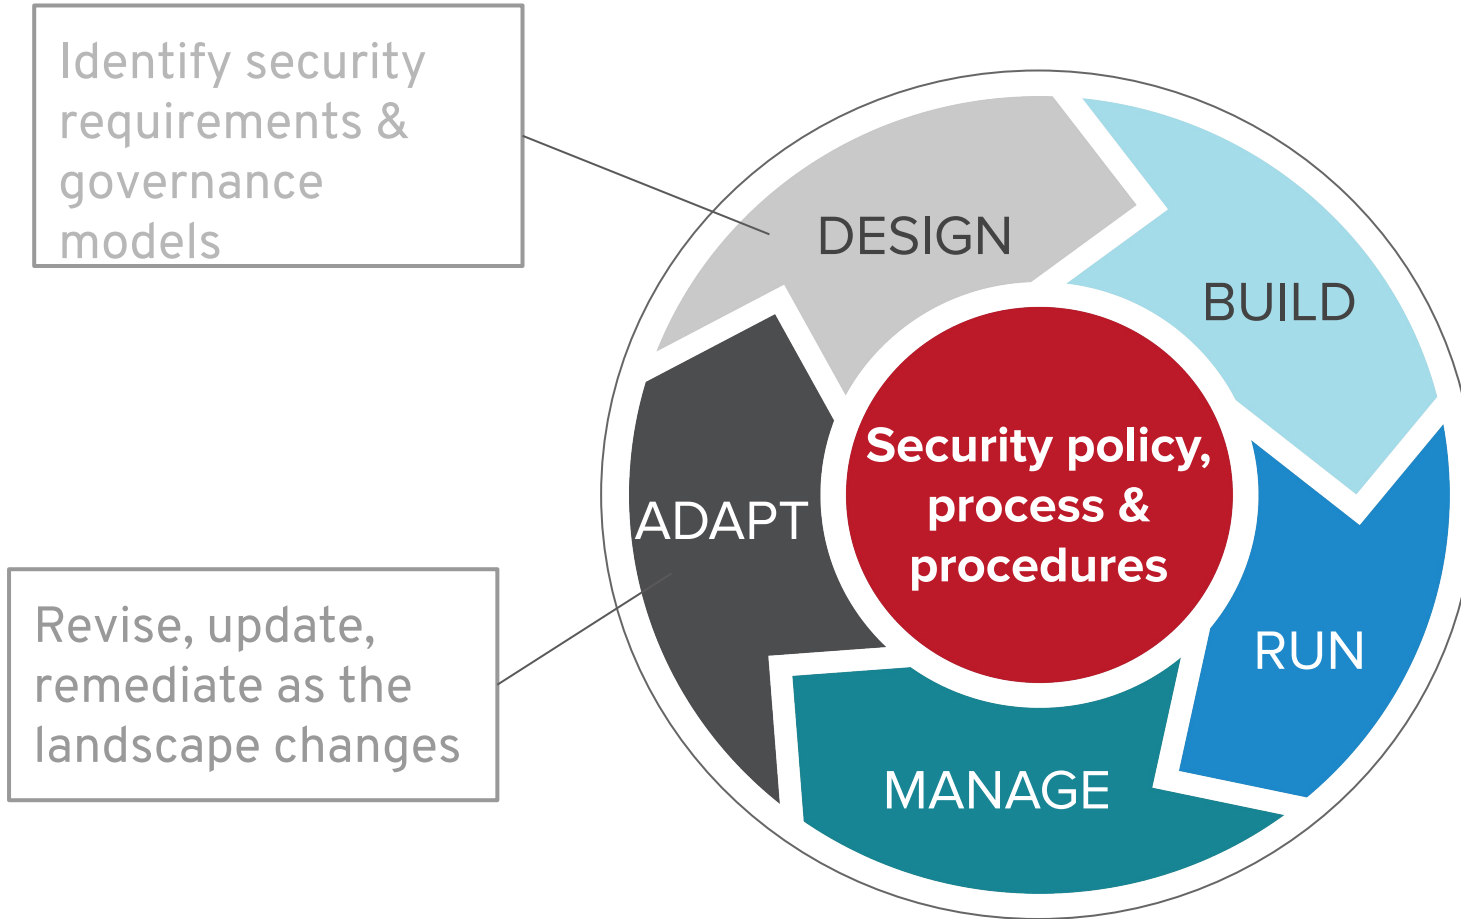 Identify security
requirements &
governance
models
DESIGN
BUILD
Security policy,
process &
procedures
ADAPT
RUN
MANAGE
Revise, update,
remediate as the
landscape changes